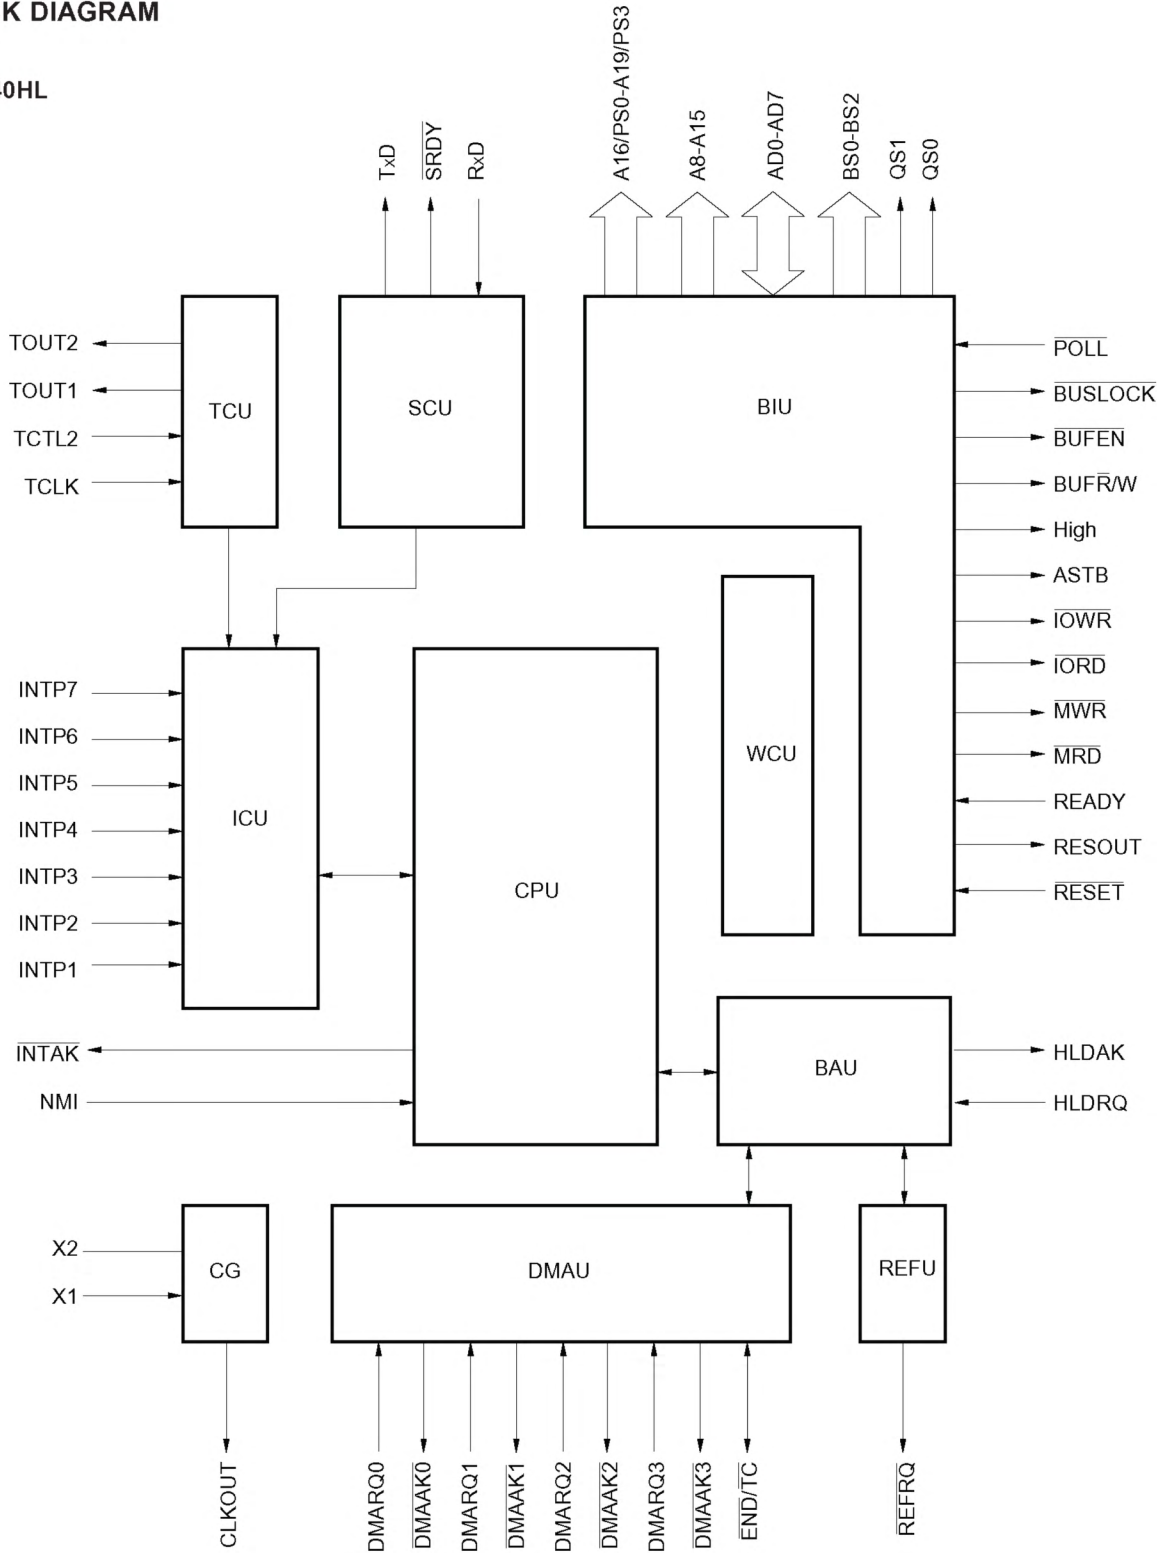 K DIAGRAM
0HL
A16/PS0-A19/PS3
A8-A15
AD0-AD7
BS0-BS2
QS1
QS0
TxD
SRDY
RxD
TOUT2
TOUT1
TCTL2
TCLK
TCU
SCU
BIU
POLL
BUSLOCK
BUFEN
BUFR/W
High
ASTB
IOWR
IORD
MWR
MRD
READY
RESOUT
RESET
WCU
INTP7
INTP6
INTP5
INTP4
INTP3
INTP2
INTP1
ICU
CPU
INTAK
NMI
BAU
HLDAK
HLDRQ
X2
X1
CG
DMAU
REFU
CLKOUT
DMARQ0
DMAAK0
DMARQ1
DMAAK1
DMARQ2
DMAAK2
DMARQ3
DMAAK3
END/TC
REFRQ